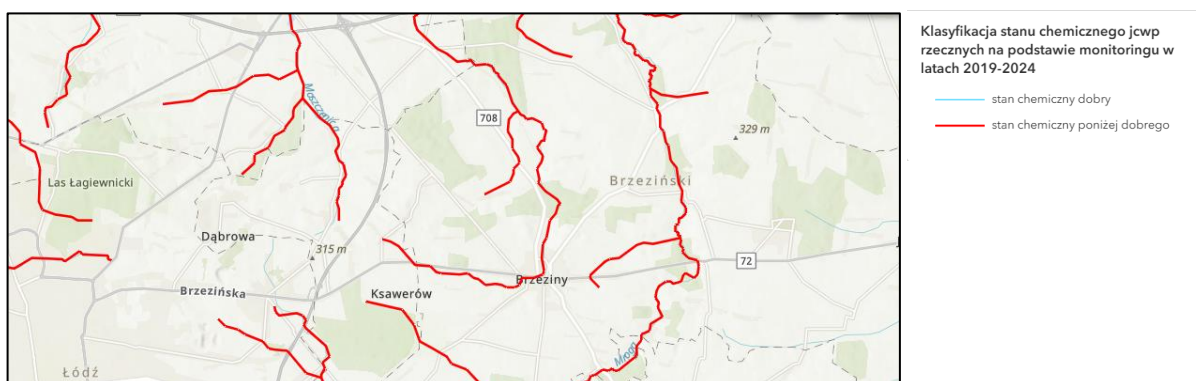 Klasyfikacja stanu chemicznego jcwp
rzecznych na podstawie monitoringu w
latach 2019-2024
stan chemiczny dobry
stan chemiczny poniżej dobrego
708
329 m
Las Łagiewnicki
Brzeziński
Dąbrowa
315 m
72
Brzeziny
Brzezińska
Ksawerów
Mroga
Łódź